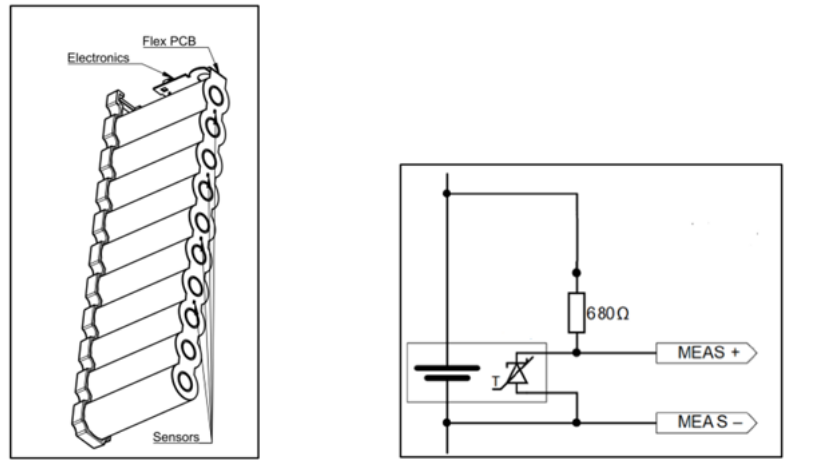 Flex PCB
Electronics
Sensors
680Ω
MEAS +
T
MEAS –